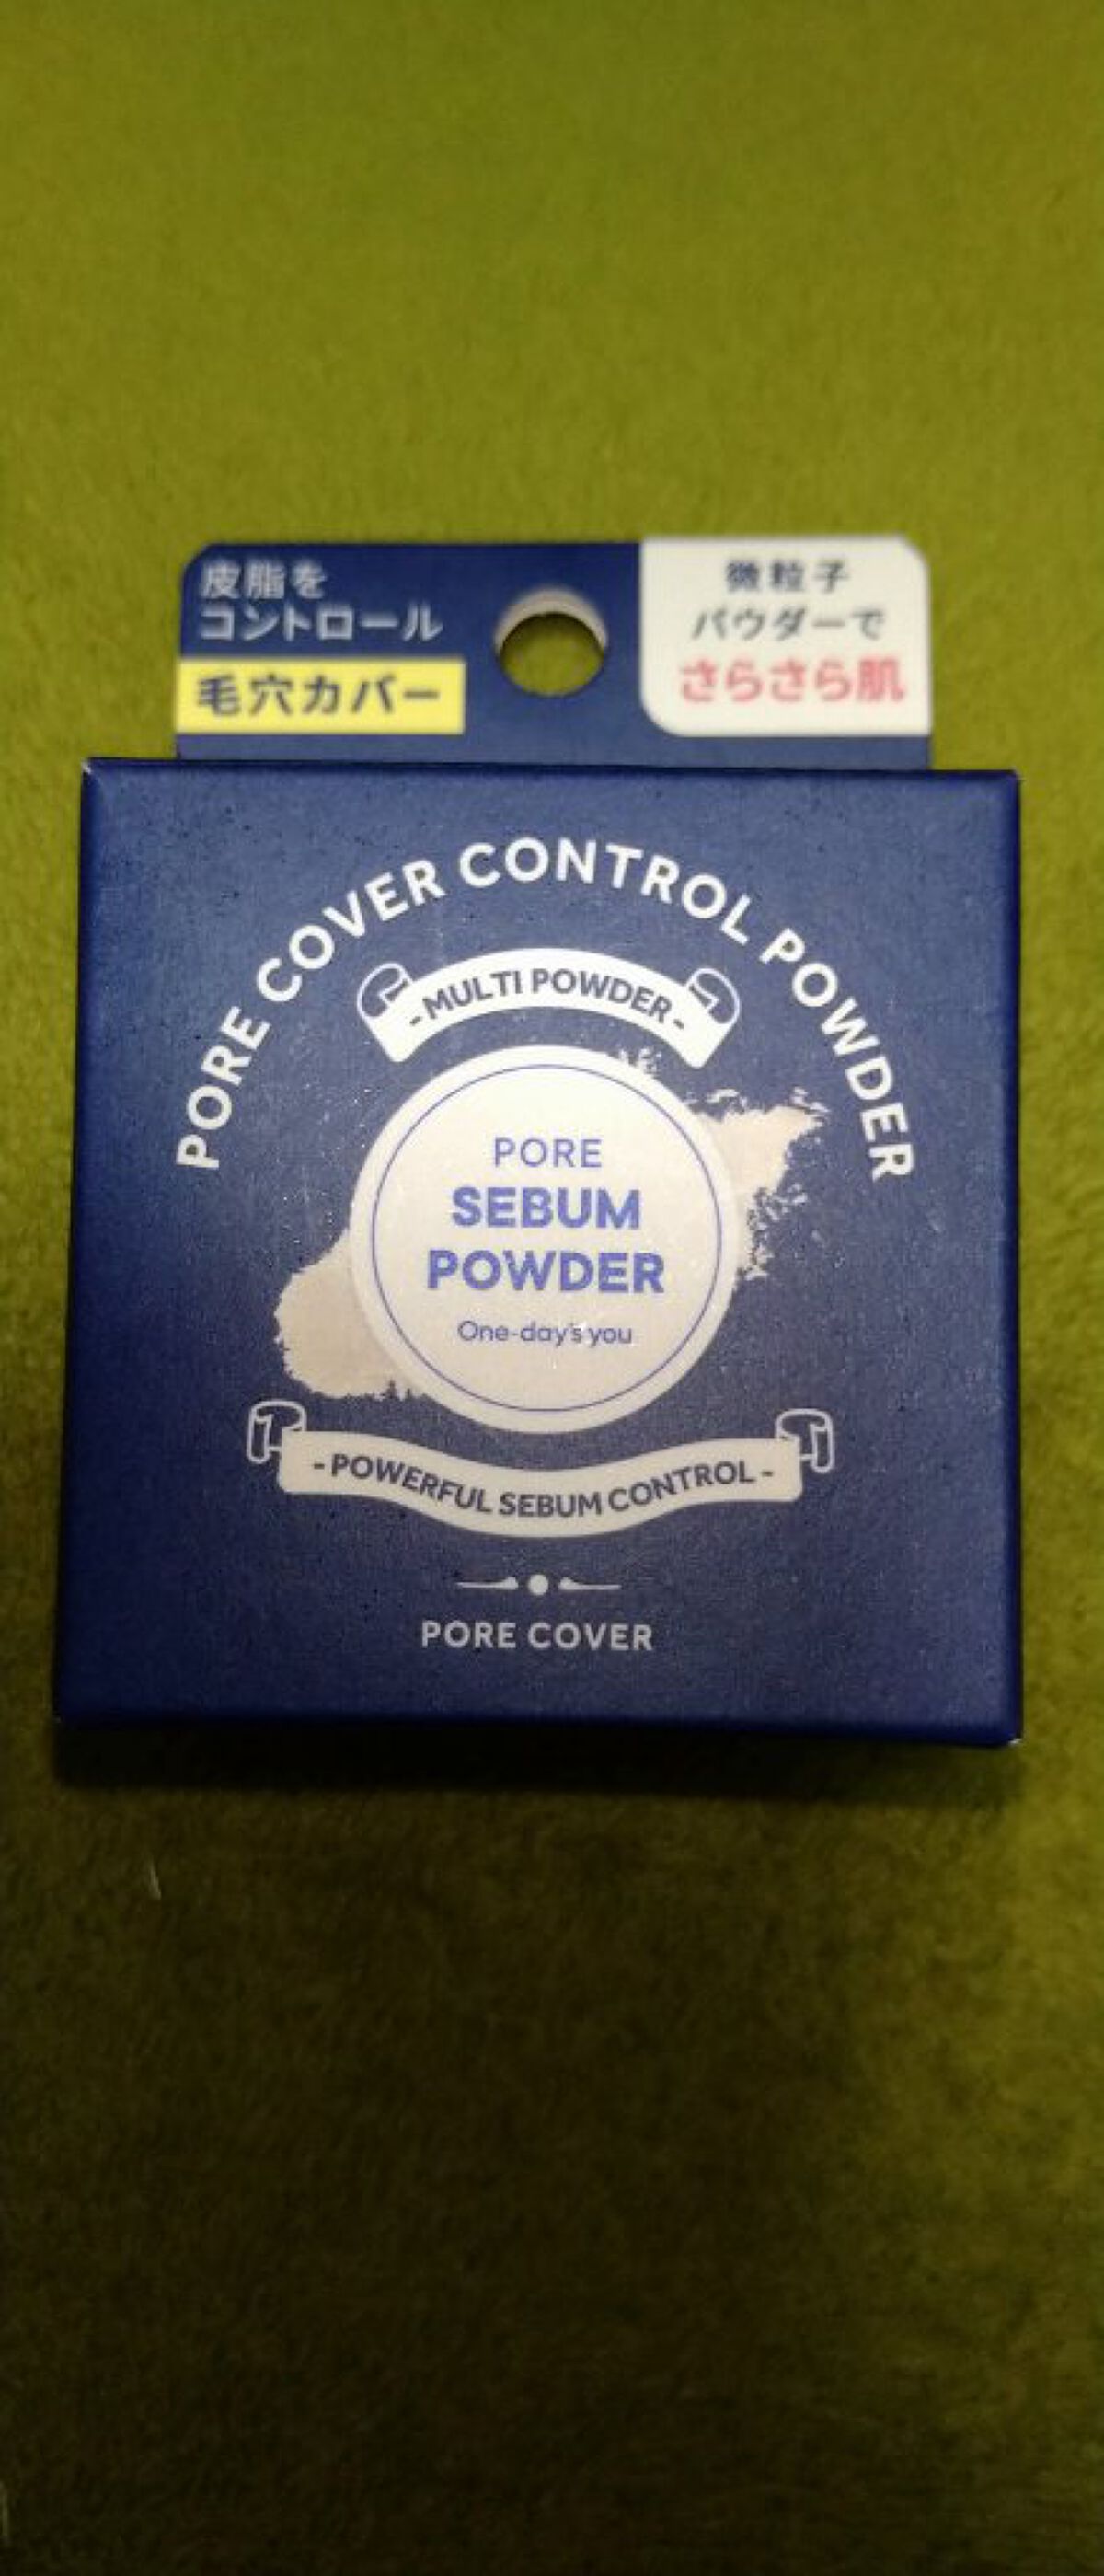 皮脂を
コントロール
毛穴カバー
微粒子
パウダーで
さらさら肌
PORE COVER CONTROL POWDER
- MULTI POWDER -
PORE
SEBUM
POWDER
One-day's you
- POWERFUL SEBUM CONTROL -
PORE COVER